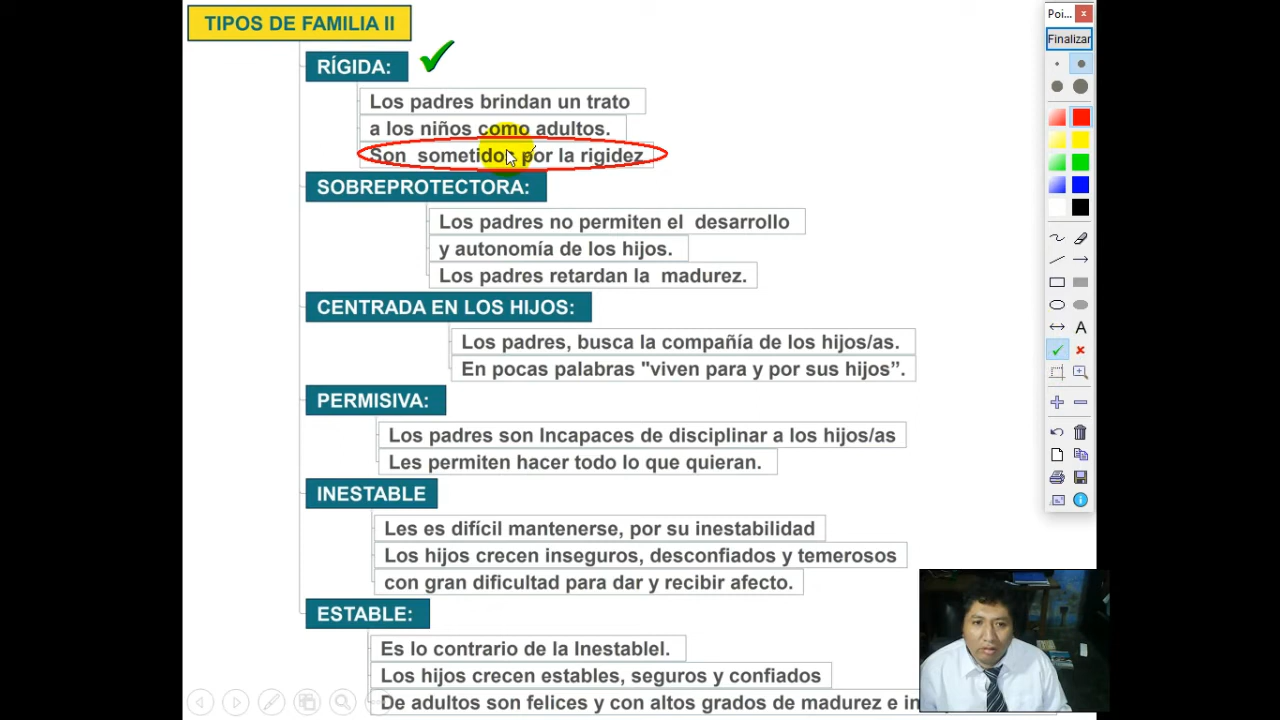 TIPOS DE FAMILIA II
RÍGIDA:
Los padres brindan un trato
a los niños como adultos.
Son sometidos por la rigidez
SOBREPROTECTORA:
Los padres no permiten el desarrollo
y autonomía de los hijos.
Los padres retardan la madurez.
CENTRADA EN LOS HIJOS:
Los padres, busca la compañía de los hijos/as.
En pocas palabras "viven para y por sus hijos”.
PERMISIVA:
Los padres son Incapaces de disciplinar a los hijos/as
Les permiten hacer todo lo que quieran.
INESTABLE
Les es difícil mantenerse, por su inestabilidad
Los hijos crecen inseguros, desconfiados y temerosos
con gran dificultad para dar y recibir afecto.
ESTABLE:
Es lo contrario de la Inestablel.
Los hijos crecen estables, seguros y confiados
De adultos son felices y con altos grados de madurez e
Poi...
Finalizar
A